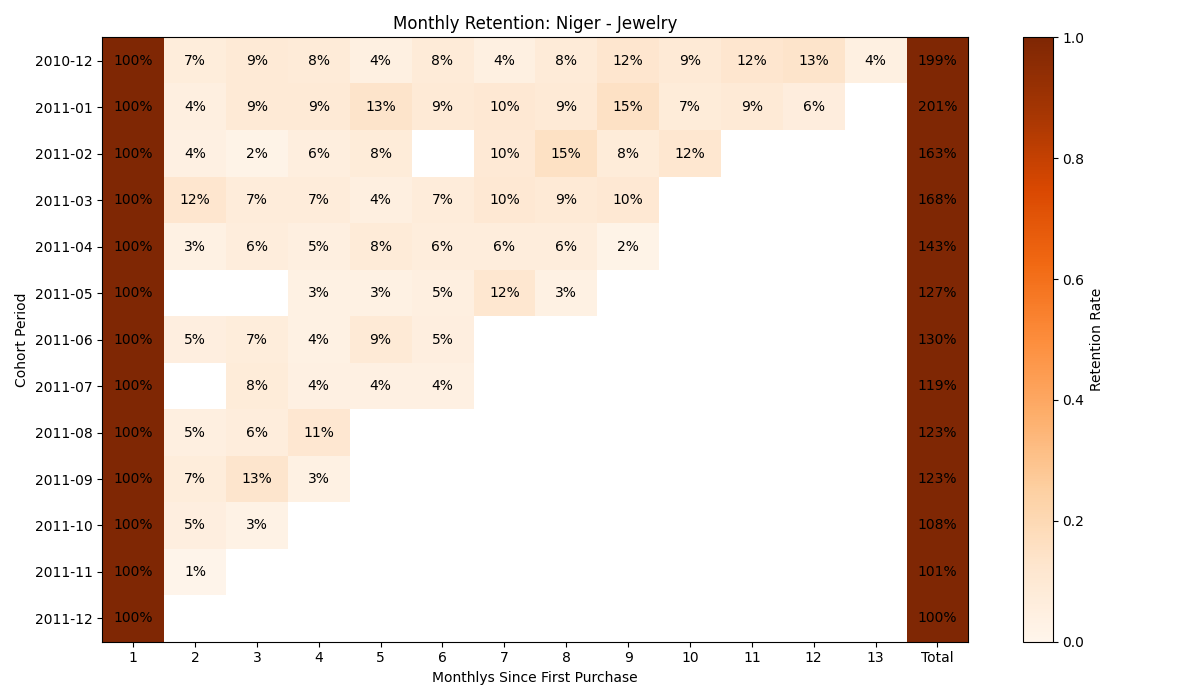 Monthly Retention: Niger - Jewelry
2010-12 100% 7% 9% 8% 4% 8% 4% 8% 12% 9% 12% 13% 4% 199%
2011-01 100% 4% 9% 9% 13% 9% 10% 9% 15% 7% 9% 6% 201%
2011-02 100% 4% 2% 6% 8% 10% 15% 8% 12% 163%
2011-03 100% 12% 7% 7% 4% 7% 10% 9% 10% 168%
2011-04 100% 3% 6% 5% 8% 6% 6% 6% 2% 143%
2011-05 100% 3% 3% 5% 12% 3% 127%
2011-06 100% 5% 7% 4% 9% 5% 130%
2011-07 100% 8% 4% 4% 4% 119%
2011-08 100% 5% 6% 11% 123%
2011-09 100% 7% 13% 3% 123%
2011-10 100% 5% 3% 108%
2011-11 100% 1% 101%
2011-12 100% 100%
1 2 3 4 5 6 7 8 9 10 11 12 13 Total
Monthlys Since First Purchase
Cohort Period
1.0
0.8
0.6
0.4
0.2
0.0
Retention Rate